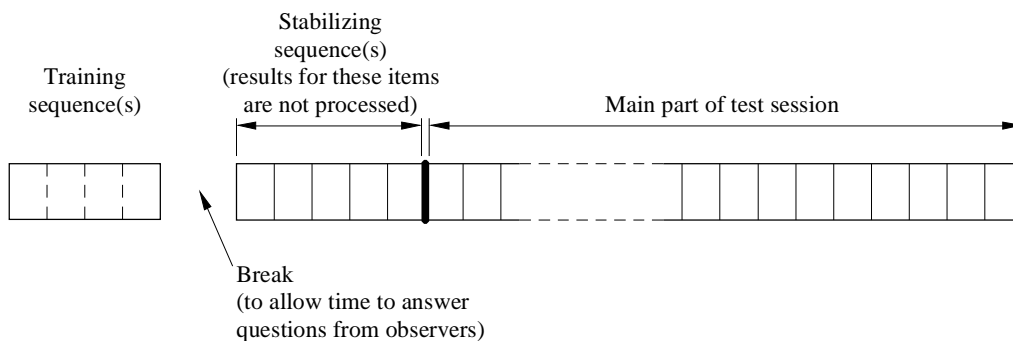 Training
sequence(s)
Stabilizing
sequence(s)
(results for these items
are not processed)
Main part of test session
Break
(to allow time to answer
questions from observers)